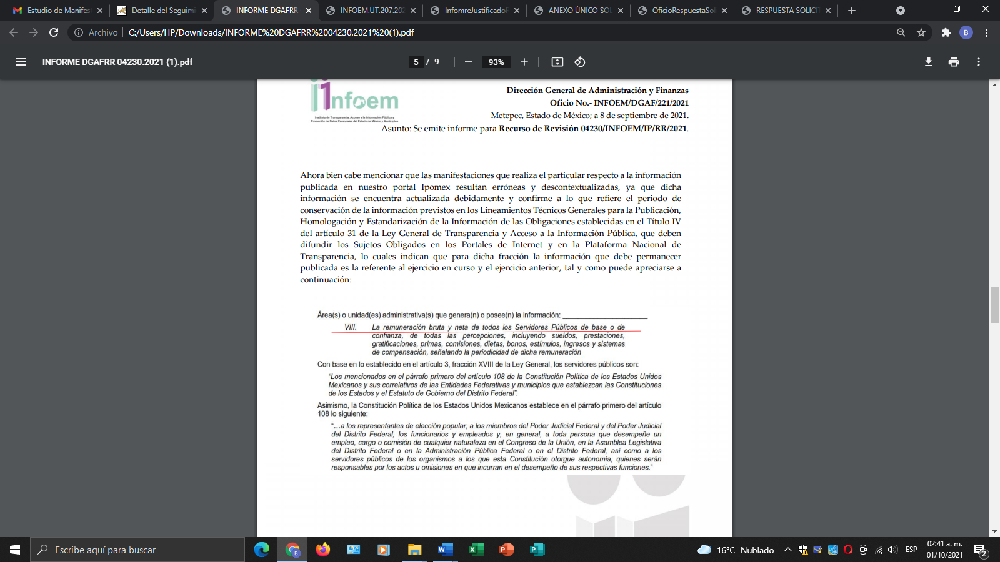 Estudio de Manifes
Detalle del Seguimi
INFORME DGAFRR
INFOEM.UT.207.202
InfomreJustificadoF
ANEXO ÚNICO SOL
OficioRespuestaSol
RESPUESTA SOLICI
Archivo
C:/Users/HP/Downloads/INFORME%20DGAFRR%2004230.2021%20(1).pdf
B
INFORME DGAFRR 04230.2021 (1).pdf
5 / 9
93%
infoem
Instituto de Transparencia, Acceso a la Información Pública y
Protección de Datos Personales del Estado de México y Municipios
Dirección General de Administración y Finanzas
Oficio No.- INFOEM/DGAF/221/2021
Metepec, Estado de México; a 8 de septiembre de 2021.
Asunto: Se emite informe para Recurso de Revisión 04230/INFOEM/IP/RR/2021.
Ahora bien cabe mencionar que las manifestaciones que realiza el particular respecto a la información
publicada en nuestro portal Ipomex resultan erróneas y descontextualizadas, ya que dicha
información se encuentra actualizada debidamente y confirme a lo que refiere el periodo de
conservación de la información previstos en los Lineamientos Técnicos Generales para la Publicación,
Homologación y Estandarización de la Información de las Obligaciones establecidas en el Título IV
del artículo 31 de la Ley General de Transparencia y Acceso a la Información Pública, que deben
difundir los Sujetos Obligados en los Portales de Internet y en la Plataforma Nacional de
Transparencia, lo cuales indican que para dicha fracción la información que debe permanecer
publicada es la referente al ejercicio en curso y el ejercicio anterior, tal y como puede apreciarse a
continuación:
Área(s) o unidad(es) administrativa(s) que genera(n) o posee(n) la información: ____________________
VIII. La remuneración bruta y neta de todos los Servidores Públicos de base o de
confianza, de todas las percepciones, incluyendo sueldos, prestaciones,
gratificaciones, primas, comisiones, dietas, bonos, estímulos, ingresos y sistemas
de compensación, señalando la periodicidad de dicha remuneración
Con base en lo establecido en el artículo 3, fracción XVIII de la Ley General, los servidores públicos son:
“Los mencionados en el párrafo primero del artículo 108 de la Constitución Política de los Estados Unidos
Mexicanos y sus correlativos de las Entidades Federativas y municipios que establezcan las Constituciones
de los Estados y el Estatuto de Gobierno del Distrito Federal”.
Asimismo, la Constitución Política de los Estados Unidos Mexicanos establece en el párrafo primero del artículo
108 lo siguiente:
“…a los representantes de elección popular, a los miembros del Poder Judicial Federal y del Poder Judicial
del Distrito Federal, los funcionarios y empleados y, en general, a toda persona que desempeñe un
empleo, cargo o comisión de cualquier naturaleza en el Congreso de la Unión, en la Asamblea Legislativa
del Distrito Federal o en la Administración Pública Federal o en el Distrito Federal, así como a los
servidores públicos de los organismos a los que esta Constitución otorgue autonomía, quienes serán
responsables por los actos u omisiones en que incurran en el desempeño de sus respectivas funciones.”
Escribe aquí para buscar
16°C Nublado
ESP
02:41 a. m.
01/10/2021
2